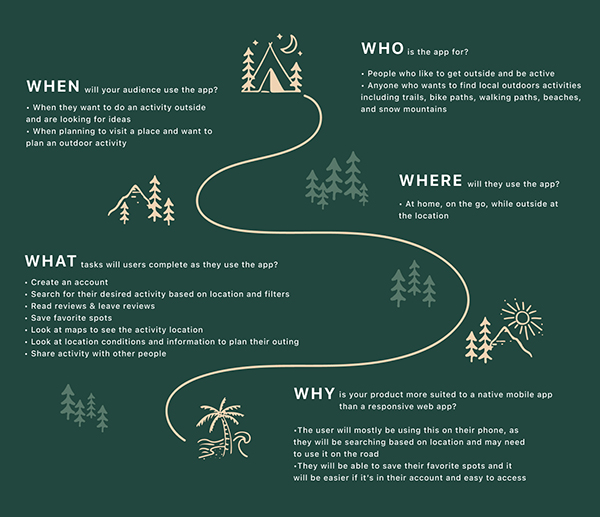 WHO is the app for?
• People who like to get outside and be active
• Anyone who wants to find local outdoors activities
including trails, bike paths, walking paths, beaches,
and snow mountains
WHEN will your audience use the app?
• When they want to do an activity outside
and are looking for ideas
• When planning to visit a place and want to
plan an outdoor activity
WHERE will they use the app?
• At home, on the go, while outside at
the location
WHAT tasks will users complete as they use the app?
• Create an account
• Search for their desired activity based on location and filters
• Read reviews & leave reviews
• Save favorite spots
• Look at maps to see the activity location
• Look at location conditions and information to plan their outing
• Share activity with other people
WHY is your product more suited to a native mobile app
than a responsive web app?
•The user will mostly be using this on their phone, as
they will be searching based on location and may need
to use it on the road
•They will be able to save their favorite spots and it
will be easier if it's in their account and easy to access